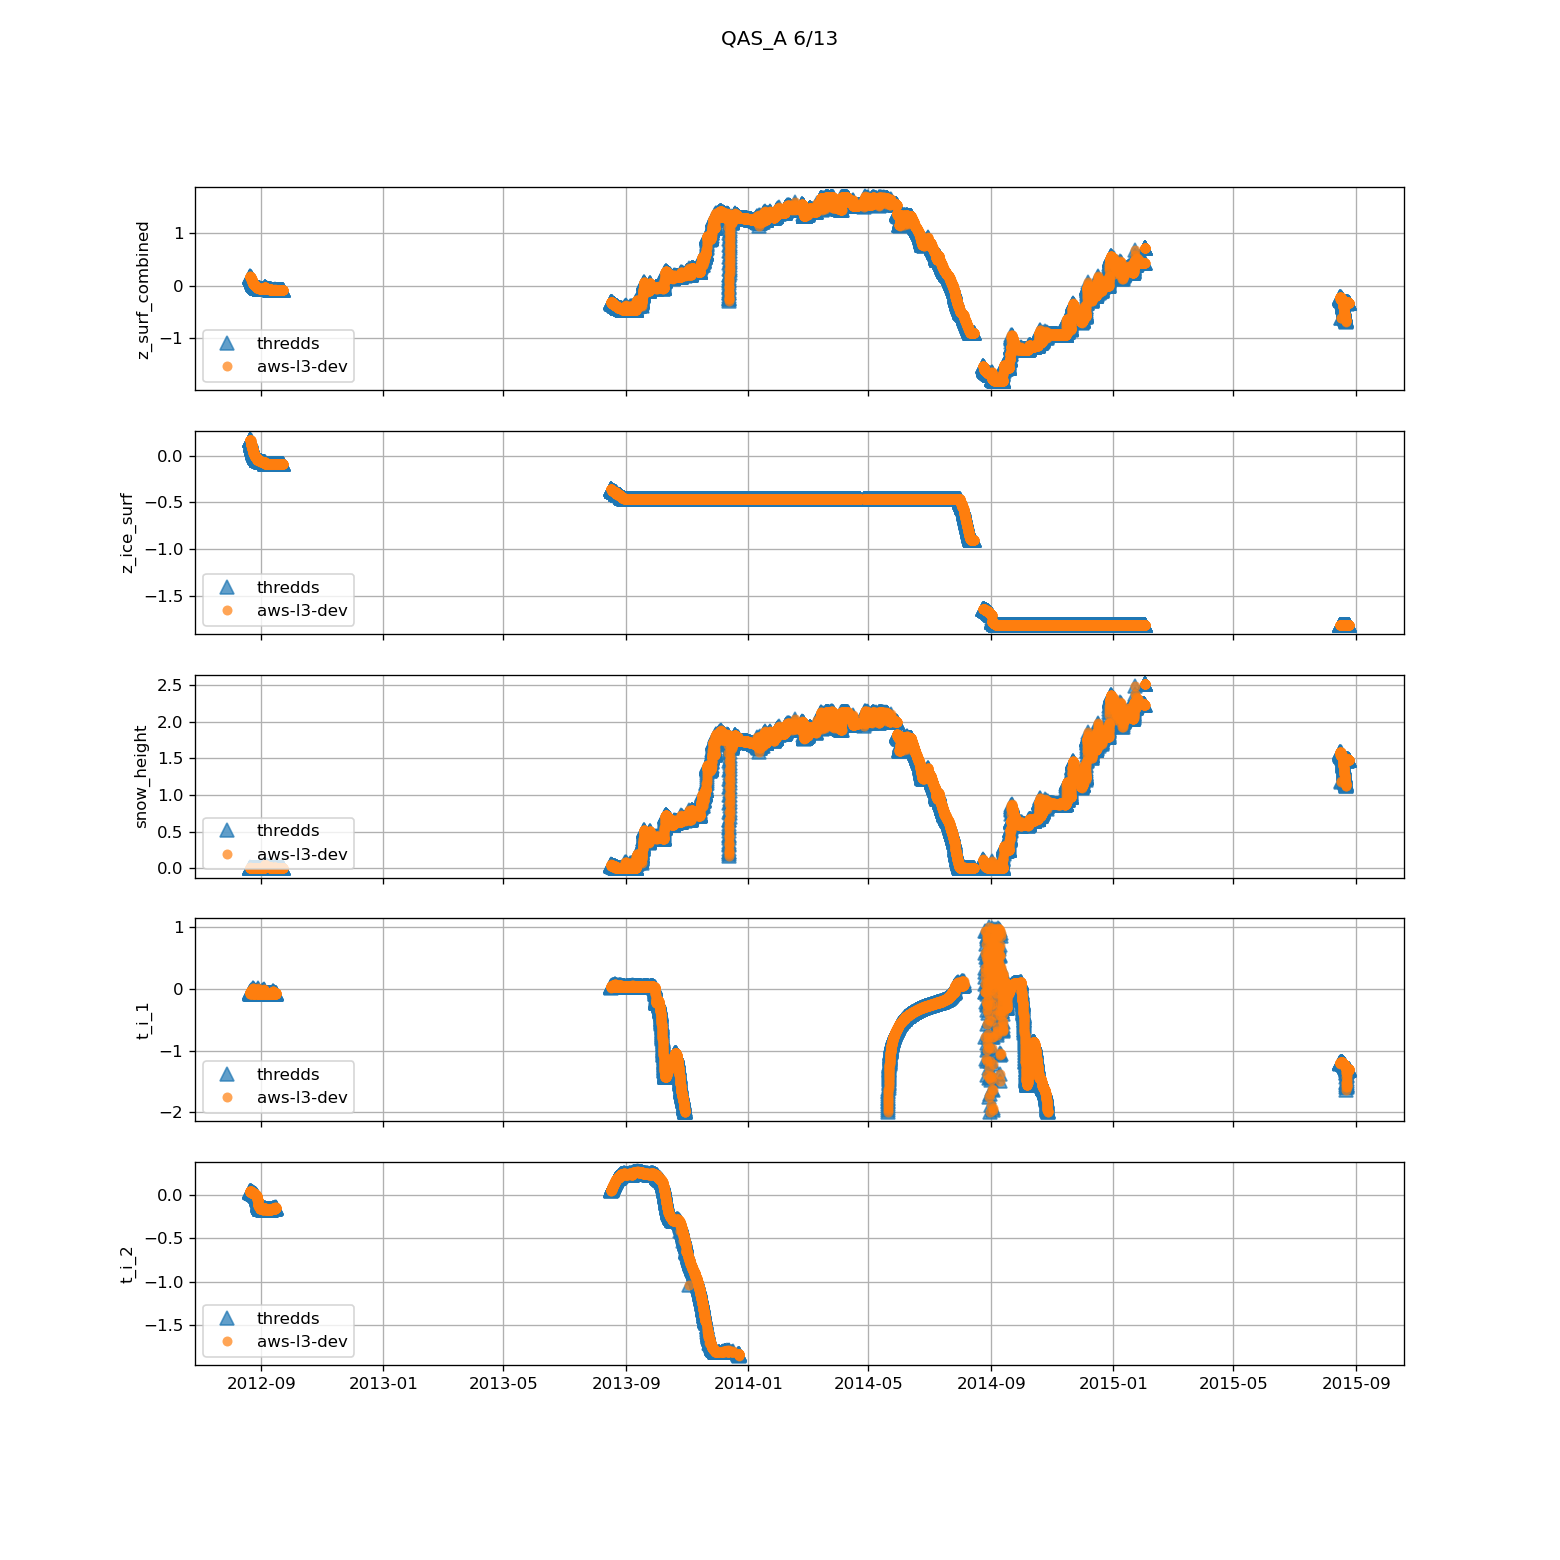 QAS_A 6/13
z_surf_combined
1
0
−1
thredds
aws-l3-dev
z_ice_surf
0.0
−0.5
−1.0
−1.5
thredds
aws-l3-dev
snow_height
2.5
2.0
1.5
1.0
0.5
0.0
thredds
aws-l3-dev
t_i_1
1
0
−1
−2
thredds
aws-l3-dev
t_i_2
0.0
−0.5
−1.0
−1.5
thredds
aws-l3-dev
2012-09 2013-01 2013-05 2013-09 2014-01 2014-05 2014-09 2015-01 2015-05 2015-09